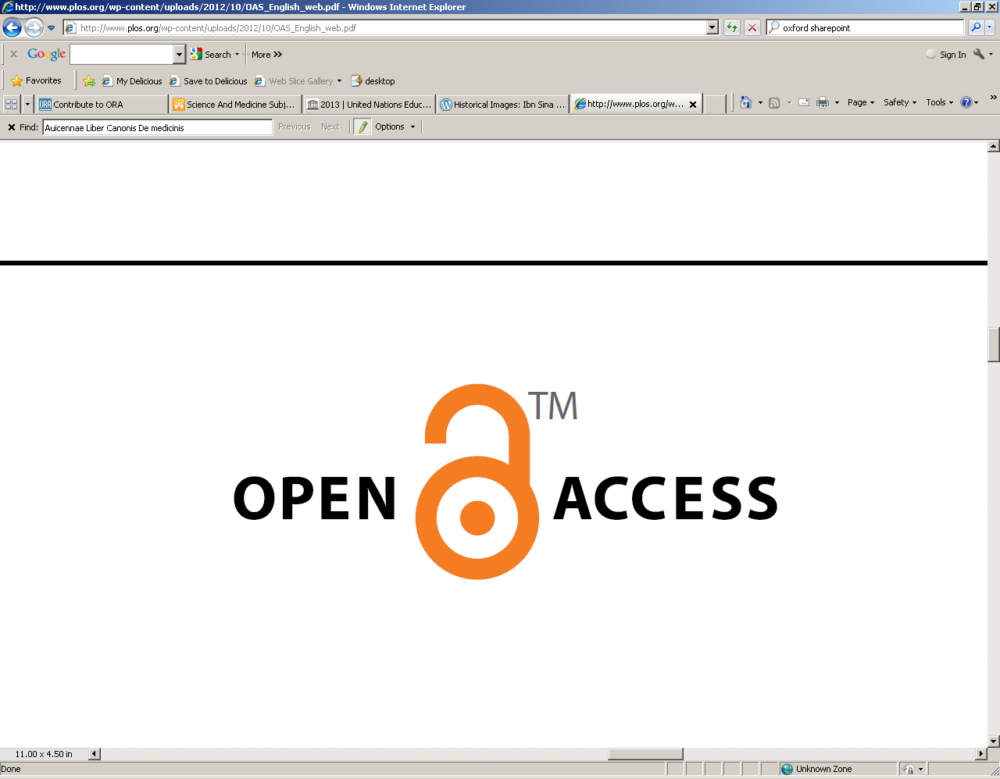 http://www.plos.org/wp-content/uploads/2012/10/OAS_English_web.pdf - Windows Internet Explorer
http://www.plos.org/wp-content/uploads/2012/10/OAS_English_web.pdf
oxford sharepoint
x Google Search More >> Sign In
Favorites My Delicious Save to Delicious Web Slice Gallery desktop
ORA Contribute to ORA Science And Medicine Subj... 2013 | United Nations Educ... Historical Images: Ibn Sina ... http://www.plos.org/w... Page Safety Tools
Find: Auicennae Liber Canonis De medicinis Previous Next Options
TM
OPEN ACCESS
11.00 x 4.50 in
Done Unknown Zone